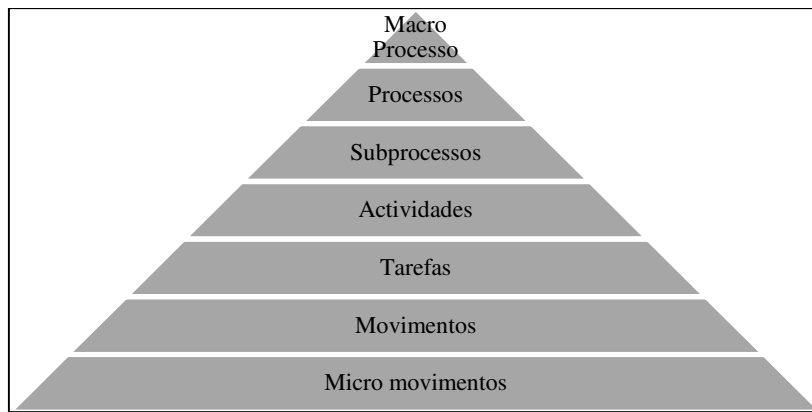 Macro
Processo
Processos
Subprocessos
Actividades
Tarefas
Movimentos
Micro movimentos